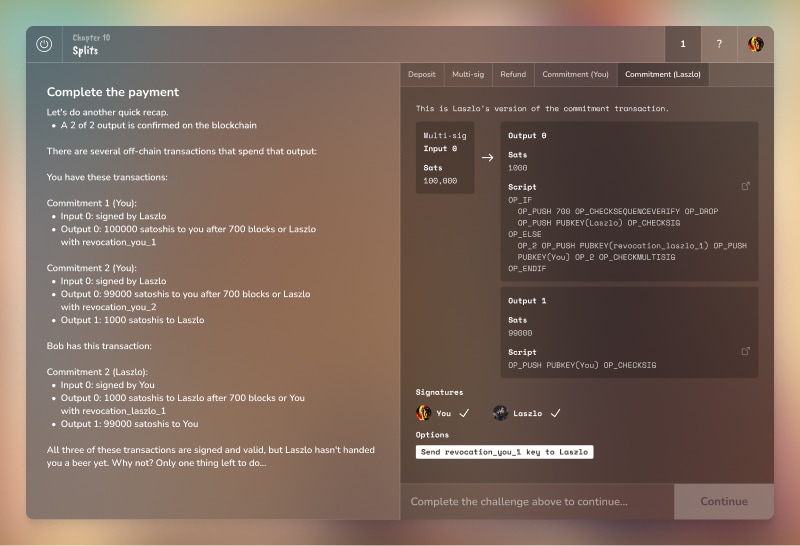 Chapter 10
Splits
1
?
Complete the payment
Let's do another quick recap.
• A 2 of 2 output is confirmed on the blockchain
There are several off-chain transactions that spend that output:
You have these transactions:
Commitment 1 (You):
• Input 0: signed by Laszlo
• Output 0: 100000 satoshis to you after 700 blocks or Laszlo
with revocation_you_1
Commitment 2 (You):
• Input 0: signed by Laszlo
• Output 0: 99000 satoshis to you after 700 blocks or Laszlo
with revocation_you_2
• Output 1: 1000 satoshis to Laszlo
Bob has this transaction:
Commitment 2 (Laszlo):
• Input 0: signed by You
• Output 0: 1000 satoshis to Laszlo after 700 blocks or You
with revocation_laszlo_1
• Output 1: 99000 satoshis to You
All three of these transactions are signed and valid, but Laszlo hasn't handed
you a beer yet. Why not? Only one thing left to do...
Deposit
Multi-sig
Refund
Commitment (You)
Commitment (Laszlo)
This is Laszlo's version of the commitment transaction.
Multi-sig
Input 0
Sats
100,000
Output 0
Sats
1000
Script
OP_IF
OP_PUSH 700 OP_CHECKSEQUENCEVERIFY OP_DROP
OP_PUSH PUBKEY(Laszlo) OP_CHECKSIG
OP_ELSE
OP_2 OP_PUSH PUBKEY(revocation_laszlo_1) OP_PUSH
PUBKEY(You) OP_2 OP_CHECKMULTISIG
OP_ENDIF
Output 1
Sats
99000
Script
OP_PUSH PUBKEY(You) OP_CHECKSIG
Signatures
You
Laszlo
Options
Send revocation_you_1 key to Laszlo
Complete the challenge above to continue...
Continue